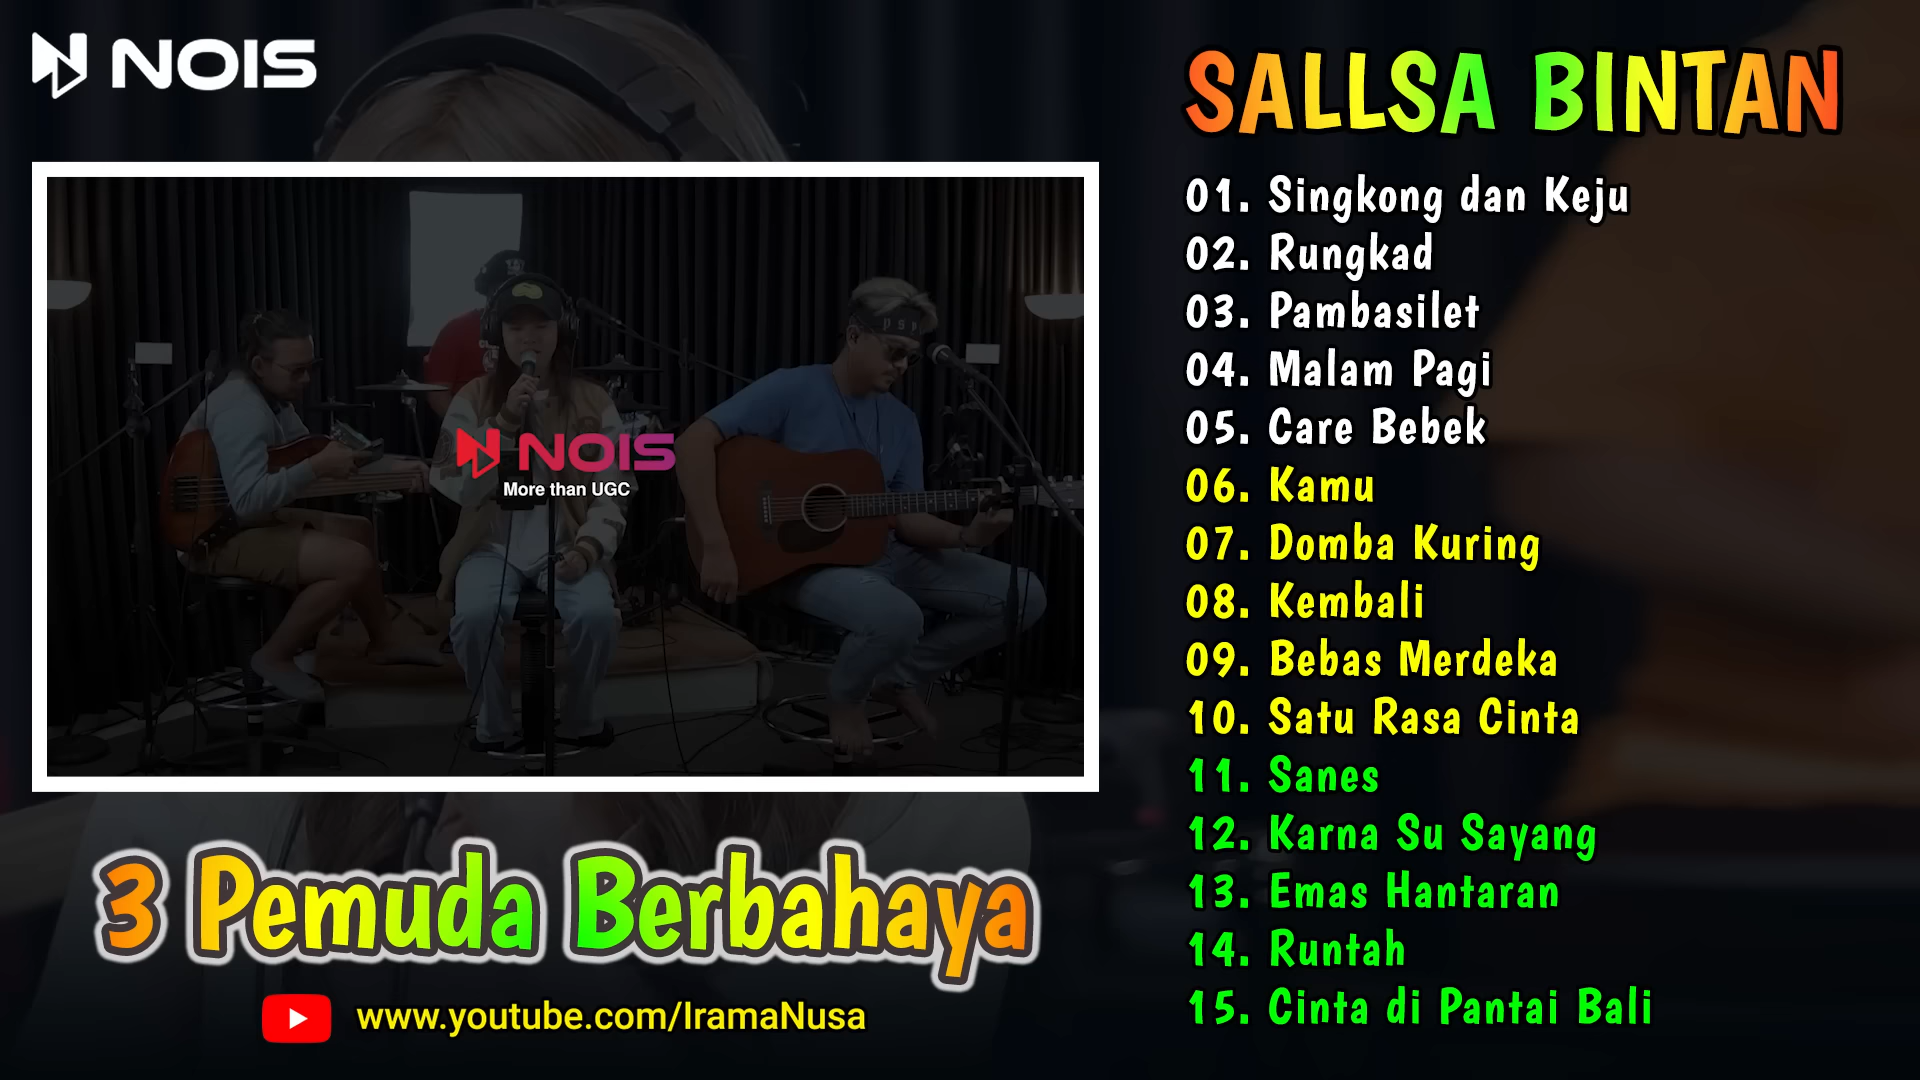 NOIS
SALLSA BINTAN
01. Singkong dan Keju
02. Rungkad
03. Pambasilet
04. Malam Pagi
05. Care Bebek
06. Kamu
07. Domba Kuring
08. Kembali
09. Bebas Merdeka
10. Satu Rasa Cinta
11. Sanes
12. Karna Su Sayang
13. Emas Hantaran
14. Runtah
15. Cinta di Pantai Bali
NOIS
More than UGC
3 Pemuda Berbahaya
www.youtube.com/IramaNusa